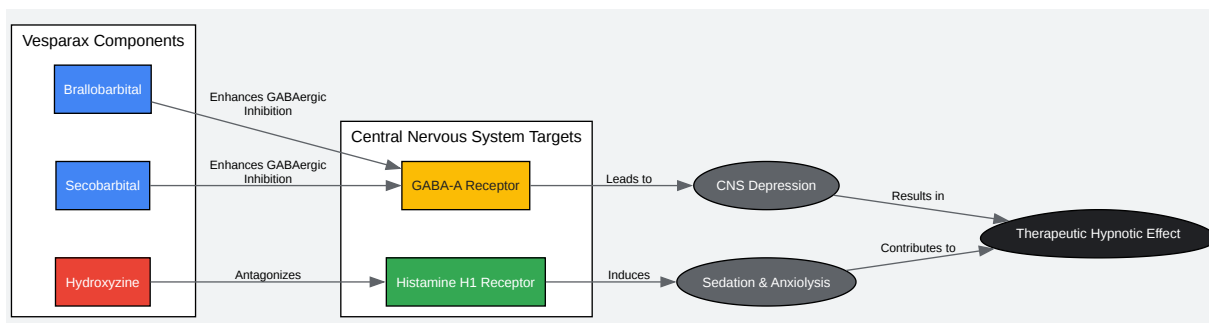 Vesparax Components
Brallobarbital
Enhances GABAergic
Inhibition
Central Nervous System Targets
Secobarbital
Enhances GABAergic
Inhibition
GABA-A Receptor
Leads to
CNS Depression
Results in
Therapeutic Hypnotic Effect
Contributes to
Hydroxyzine
Antagonizes
Histamine H1 Receptor
Induces
Sedation & Anxiolysis